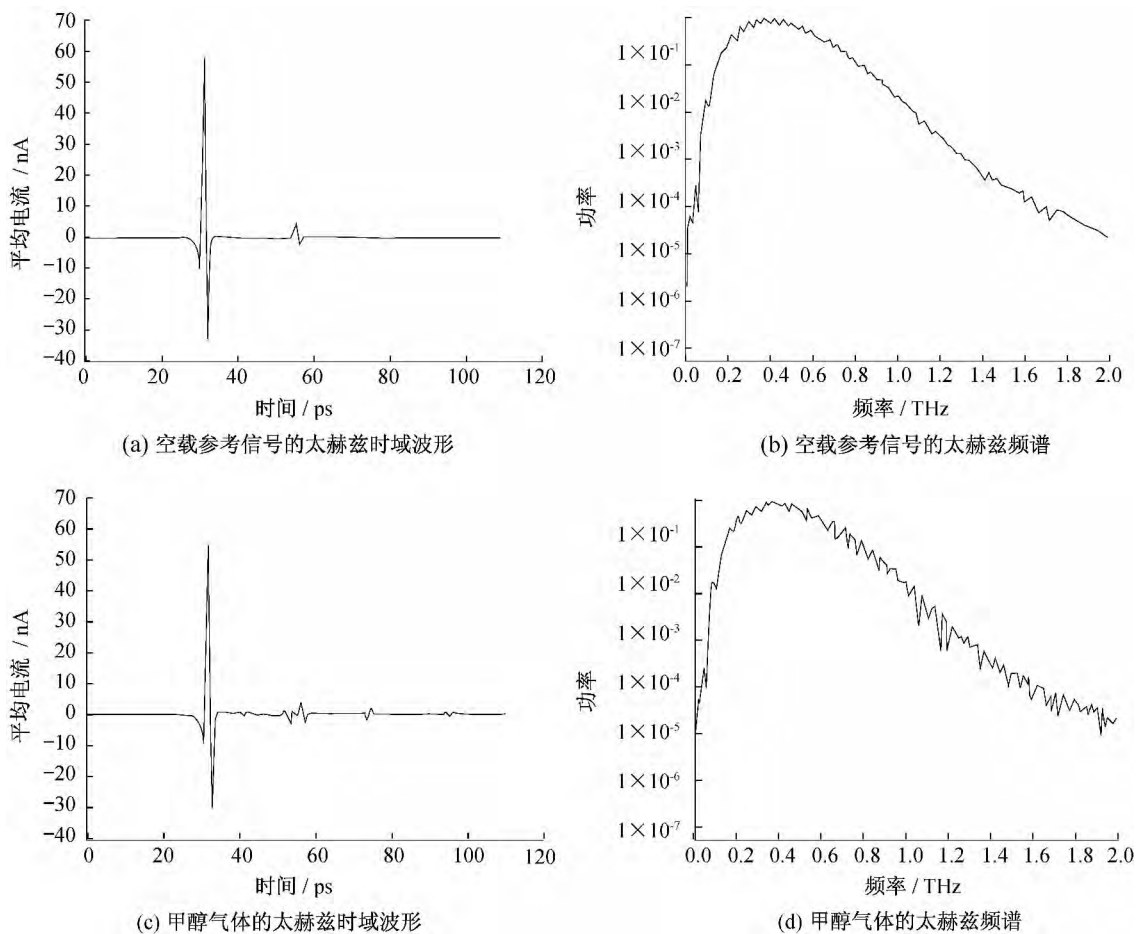 70
60
50
40
30
20
10
0
−10
−20
−30
−40
平均电流 / nA
0 20 40 60 80 100 120
时间 / ps
(a) 空载参考信号的太赫兹时域波形
1×10⁻¹
1×10⁻²
1×10⁻³
1×10⁻⁴
1×10⁻⁵
1×10⁻⁶
1×10⁻⁷
功率
0.0 0.2 0.4 0.6 0.8 1.0 1.2 1.4 1.6 1.8 2.0
频率 / THz
(b) 空载参考信号的太赫兹频谱
70
60
50
40
30
20
10
0
−10
−20
−30
−40
平均电流 / nA
0 20 40 60 80 100 120
时间 / ps
(c) 甲醇气体的太赫兹时域波形
1×10⁻¹
1×10⁻²
1×10⁻³
1×10⁻⁴
1×10⁻⁵
1×10⁻⁶
1×10⁻⁷
功率
0.0 0.2 0.4 0.6 0.8 1.0 1.2 1.4 1.6 1.8 2.0
频率 / THz
(d) 甲醇气体的太赫兹频谱